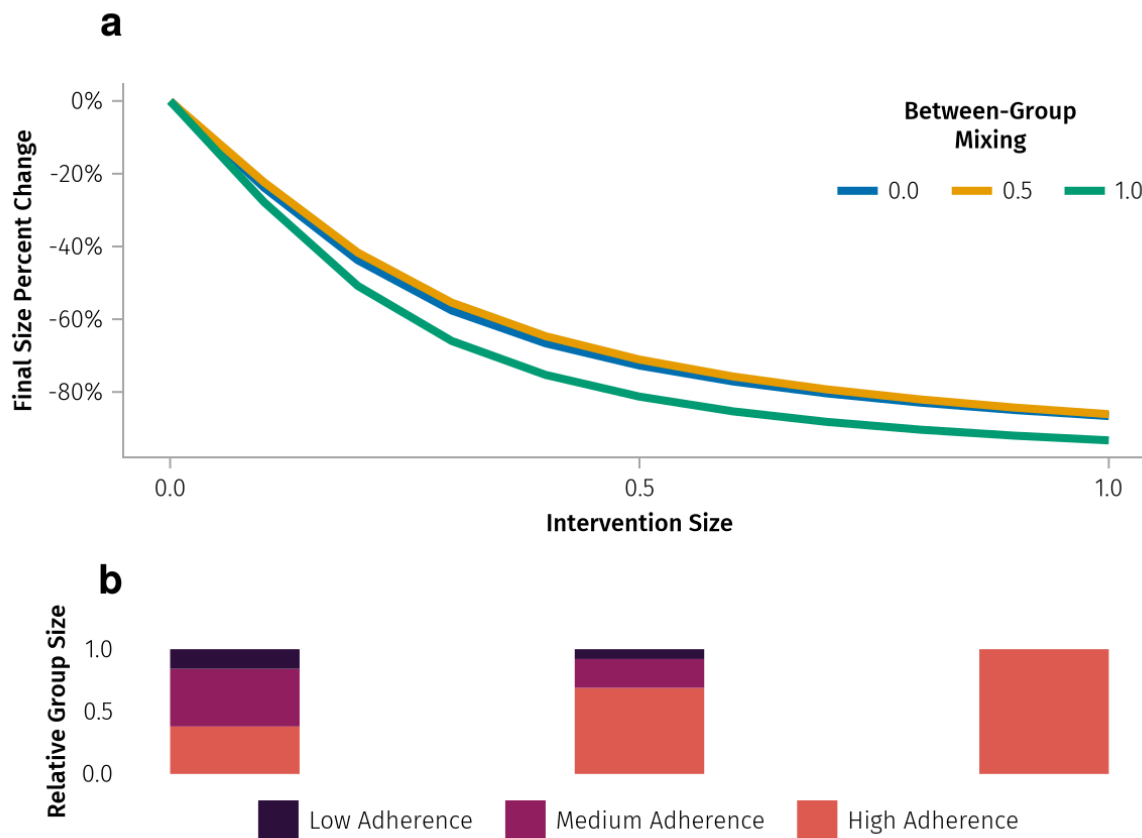 a
Final Size Percent Change
0%
-20%
-40%
-60%
-80%
Between-Group
Mixing
0.0 0.5 1.0
0.0 0.5 1.0
Intervention Size
b
Relative Group Size
1.0
0.5
0.0
Low Adherence Medium Adherence High Adherence